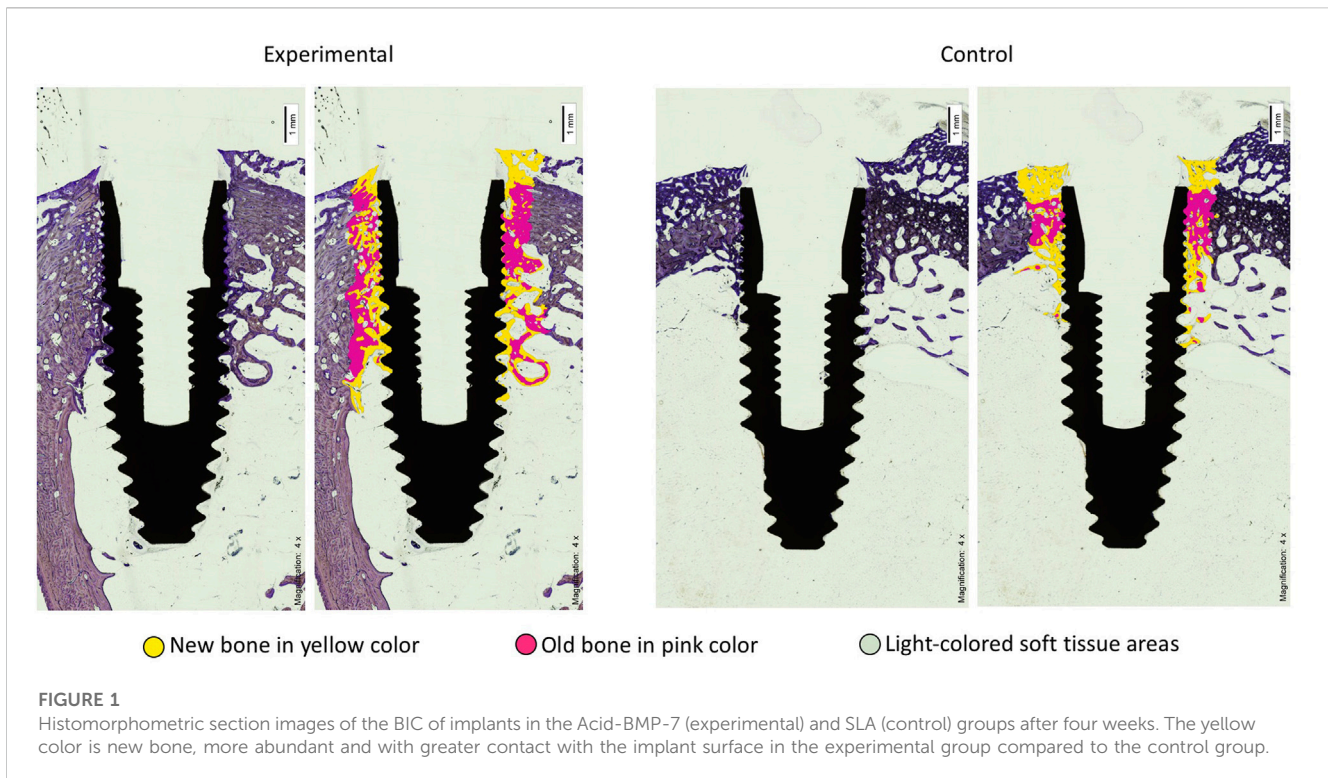 Experimental
Control
1 mm
1 mm
1 mm
1 mm
Magnification: 4 x
Magnification: 4 x
Magnification: 4 x
Magnification: 4 x
New bone in yellow color
Old bone in pink color
Light-colored soft tissue areas
FIGURE 1
Histomorphometric section images of the BIC of implants in the Acid-BMP-7 (experimental) and SLA (control) groups after four weeks. The yellow
color is new bone, more abundant and with greater contact with the implant surface in the experimental group compared to the control group.